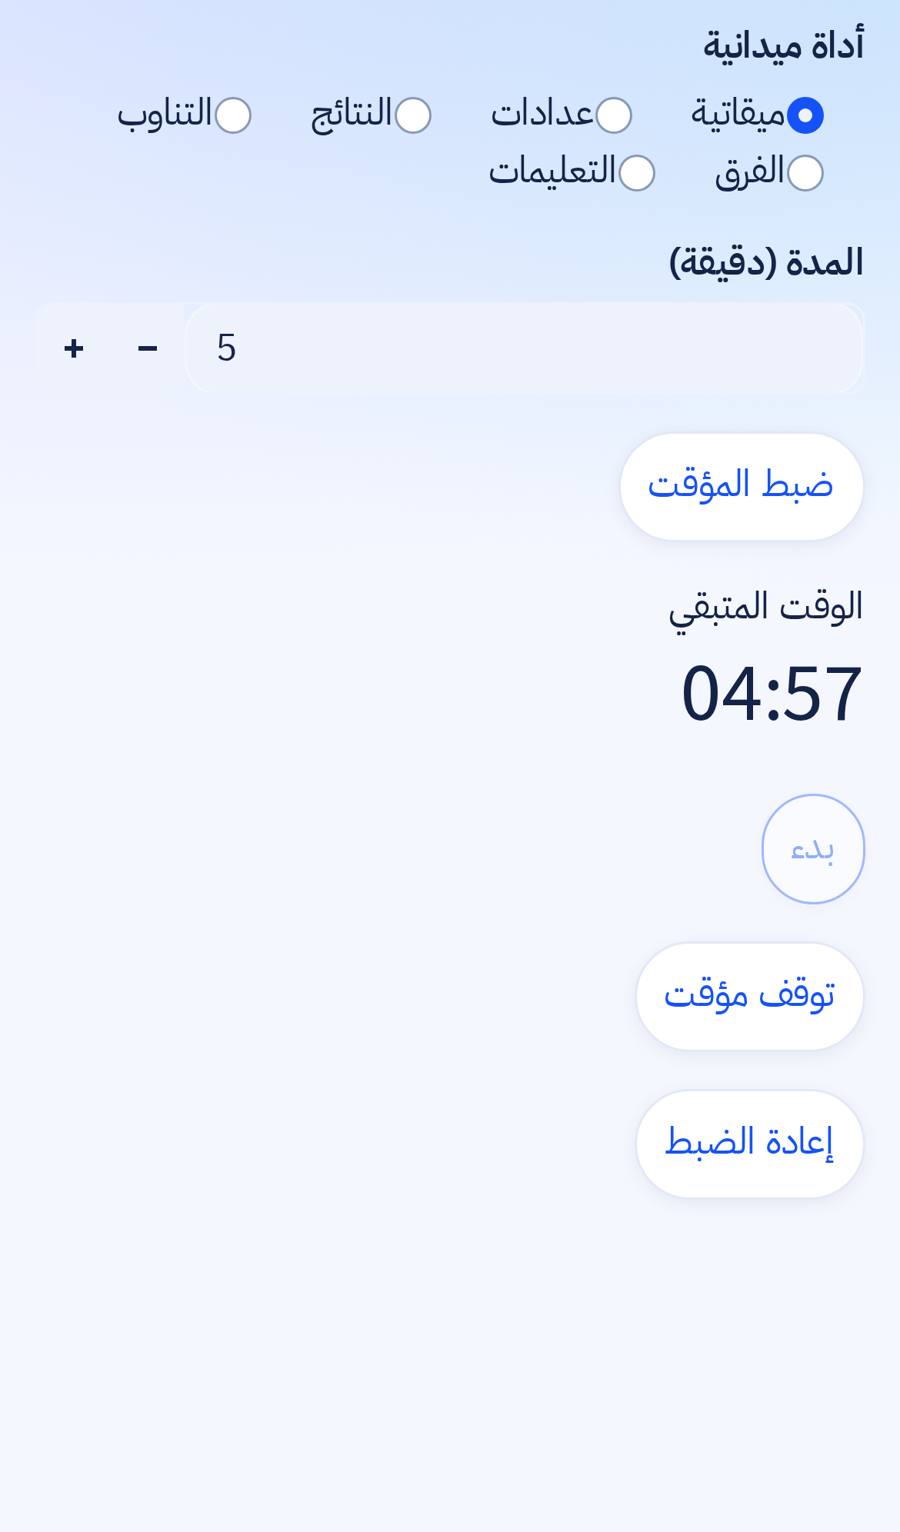 أداة ميدانية
ميقاتية عدادات النتائج التناوب
الفرق التعليمات
المدة (دقيقة)
5 − +
ضبط المؤقت
الوقت المتبقي
04:57
بدء
توقف مؤقت
إعادة الضبط